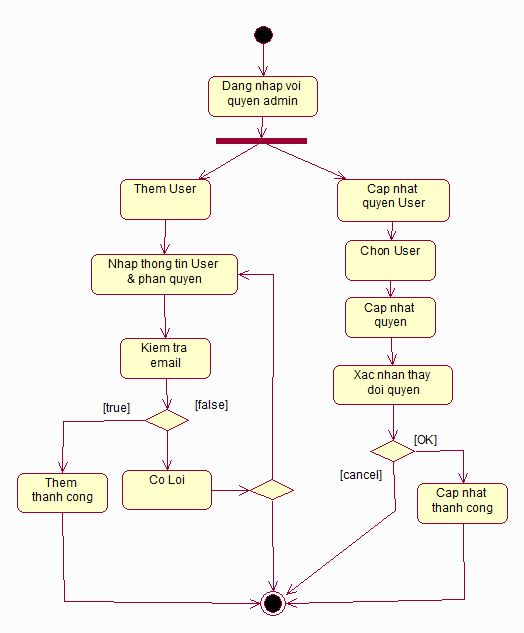 Dang nhap voi
quyen admin
Them User
Cap nhat
quyen User
Nhap thong tin User
& phan quyen
Chon User
Cap nhat
quyen
Kiem tra
email
Xac nhan thay
doi quyen
[true]
[false]
[OK]
[cancel]
Them
thanh cong
Co Loi
Cap nhat
thanh cong